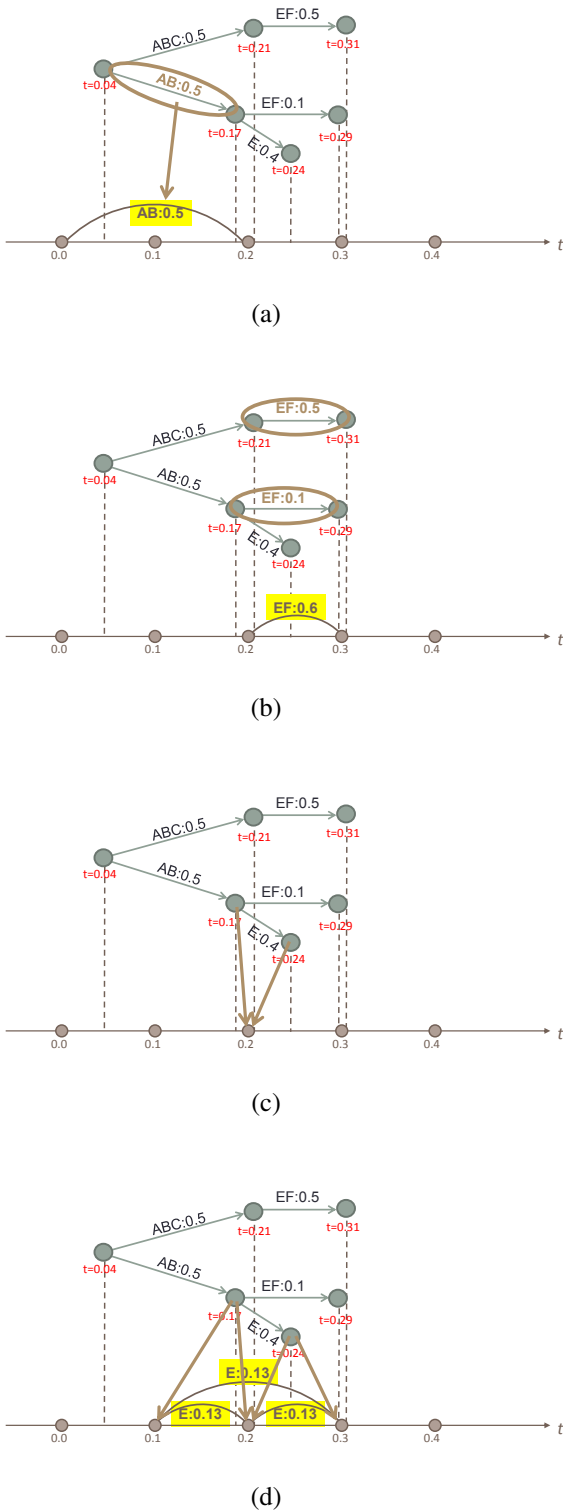 ABC:0.5 EF:0.5
t=0.21 t=0.31
t=0.04 AB:0.5 EF:0.1
t=0.17 E:0.4 t=0.29
t=0.24
AB:0.5
0.0 0.1 0.2 0.3 0.4 t
(a)
ABC:0.5 EF:0.5
t=0.21 t=0.31
t=0.04 AB:0.5 EF:0.1
t=0.17 E:0.4 t=0.29
t=0.24
EF:0.6
0.0 0.1 0.2 0.3 0.4 t
(b)
ABC:0.5 EF:0.5
t=0.21 t=0.31
t=0.04 AB:0.5 EF:0.1
t=0.17 E:0.4 t=0.29
t=0.24
0.0 0.1 0.2 0.3 0.4 t
(c)
ABC:0.5 EF:0.5
t=0.21 t=0.31
t=0.04 AB:0.5 EF:0.1
t=0.17 E:0.4 t=0.29
t=0.24
E:0.13
E:0.13 E:0.13
0.0 0.1 0.2 0.3 0.4 t
(d)